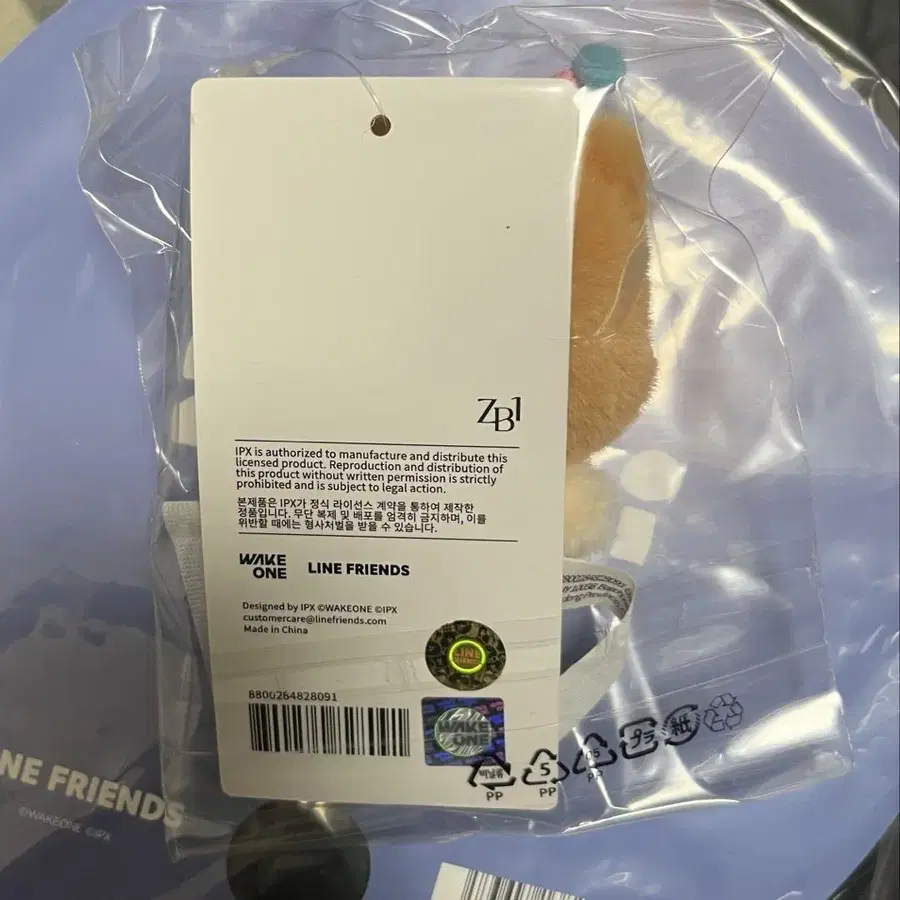 ZB1
IPX is authorized to manufacture and distribute this
licensed product. Reproduction and distribution of
this product without written permission is strictly
prohibited and is subject to legal action.
본제품은 IPX가 정식 라이선스 계약을 통하여 제작한
정품입니다. 무단 복제 및 배포를 엄격히 금지하며, 이를
위반할 때에는 형사처벌을 받을 수 있습니다.
WAKE
ONE
LINE FRIENDS
Designed by IPX ©WAKEONE ©IPX
customercare@linefriends.com
Made in China
8800264828091
LINE
FRIENDS
WAKE
ONE
PP
5
PP
05
PP
プラ
紙
NE FRIENDS
©WAKEONE ©IPX